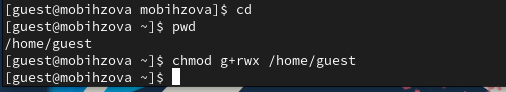 [guest@mobihzova mobihzova]$ cd
[guest@mobihzova ~]$ pwd
/home/guest
[guest@mobihzova ~]$ chmod g+rwx /home/guest
[guest@mobihzova ~]$